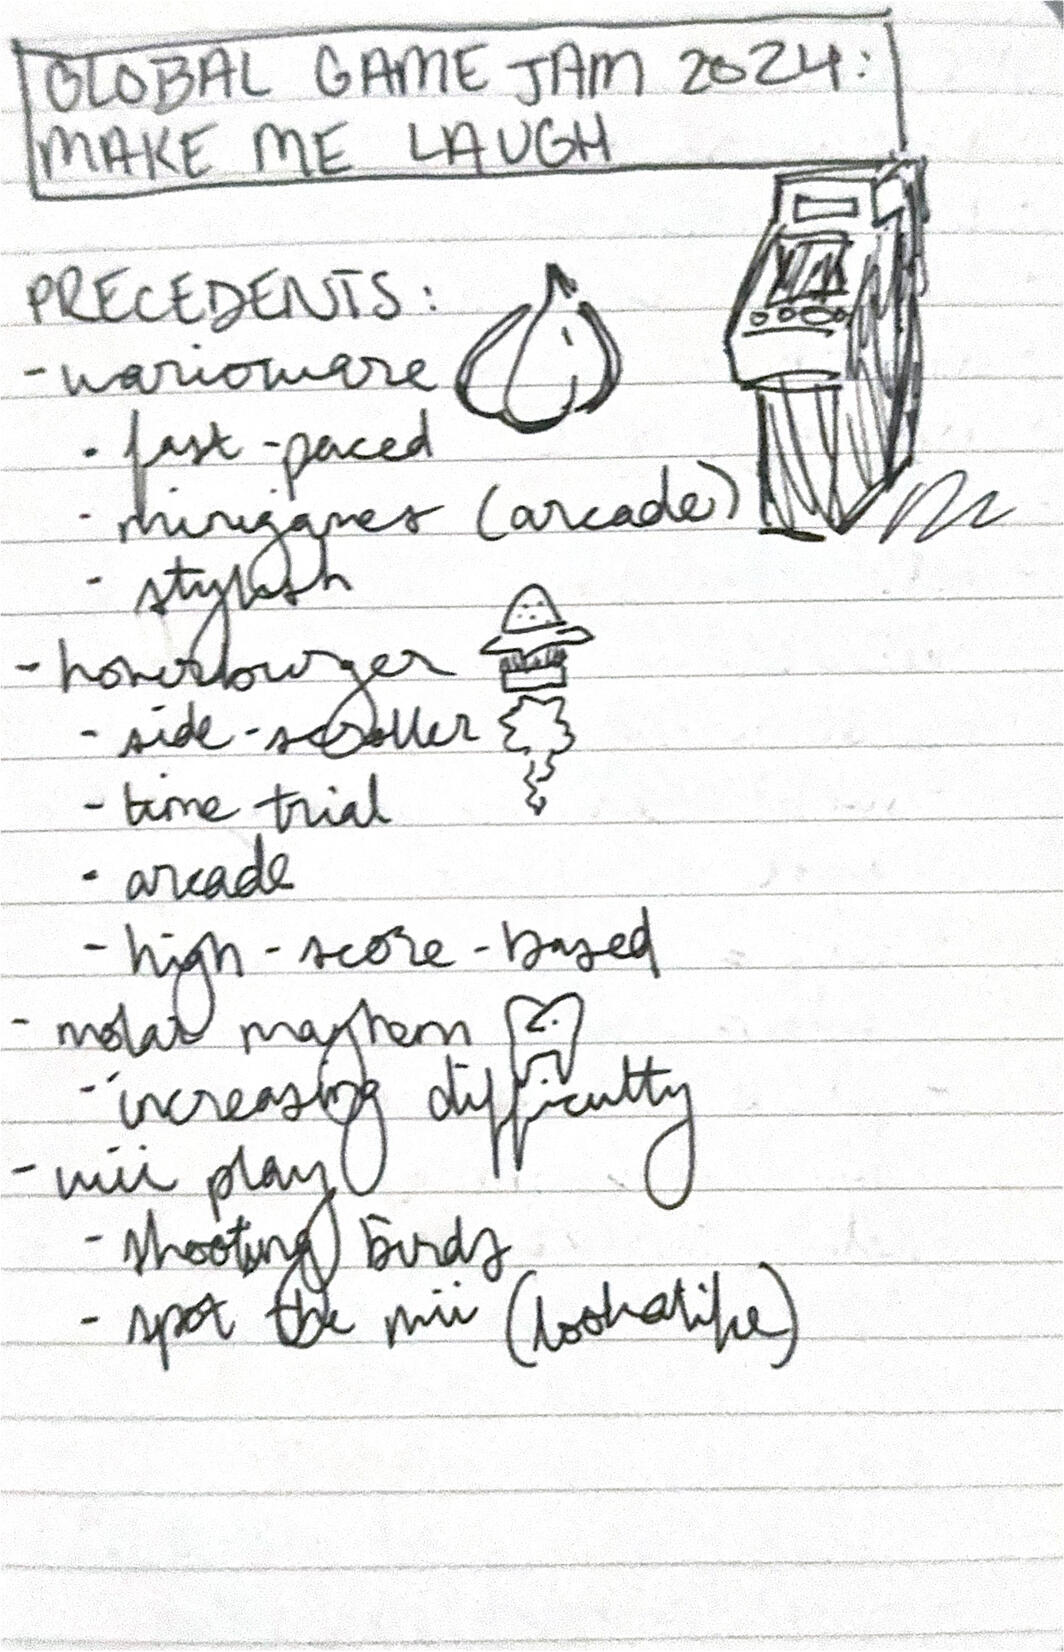 GLOBAL GAME JAM 2024:
MAKE ME LAUGH
PRECEDENTS:
- warioware
· fast-paced
· minigames (arcade)
- stylish
- hoverburger
- side-scroller
- time trial
- arcade
- high-score-based
- molar mayhem
- increasing difficulty
- wii play
- shooting birds
- spot the mii (lookalike)